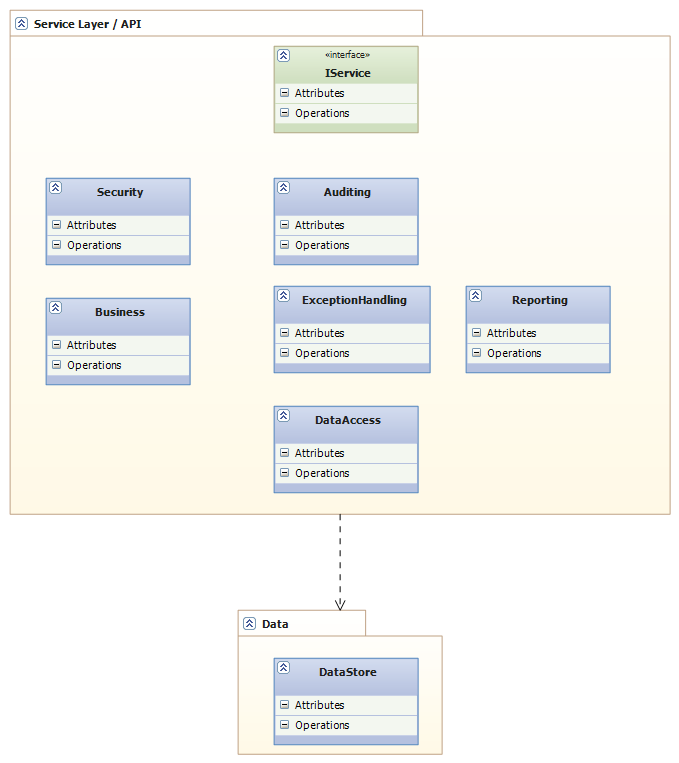 Service Layer / API
«interface»
IService
Attributes
Operations
Security
Attributes
Operations
Auditing
Attributes
Operations
Business
Attributes
Operations
ExceptionHandling
Attributes
Operations
Reporting
Attributes
Operations
DataAccess
Attributes
Operations
Data
DataStore
Attributes
Operations